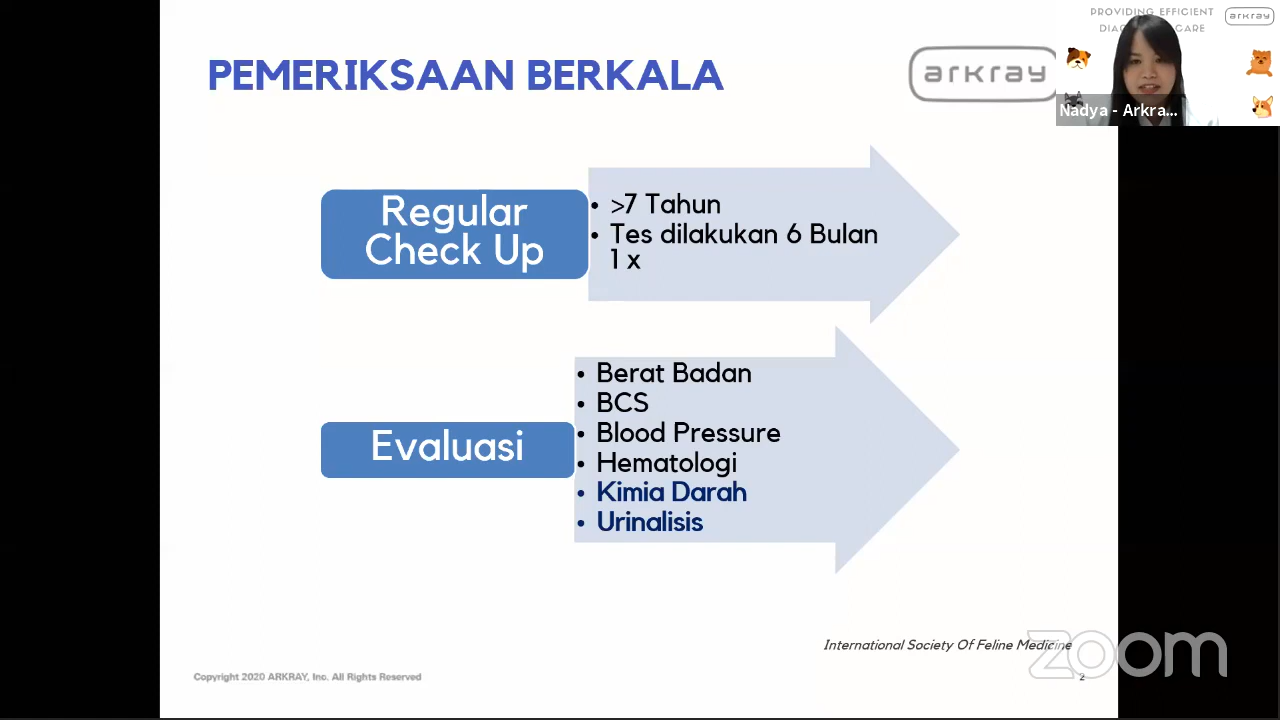 PROVIDING EFFICIENT
arkray
PEMERIKSAAN BERKALA
arkray
Nadya - Arkra...
Regular
Check Up
• >7 Tahun
• Tes dilakukan 6 Bulan
1 x
Evaluasi
• Berat Badan
• BCS
• Blood Pressure
• Hematologi
• Kimia Darah
• Urinalisis
International Society Of Feline Medicine
zoom
Copyright 2020 ARKRAY, Inc. All Rights Reserved
2